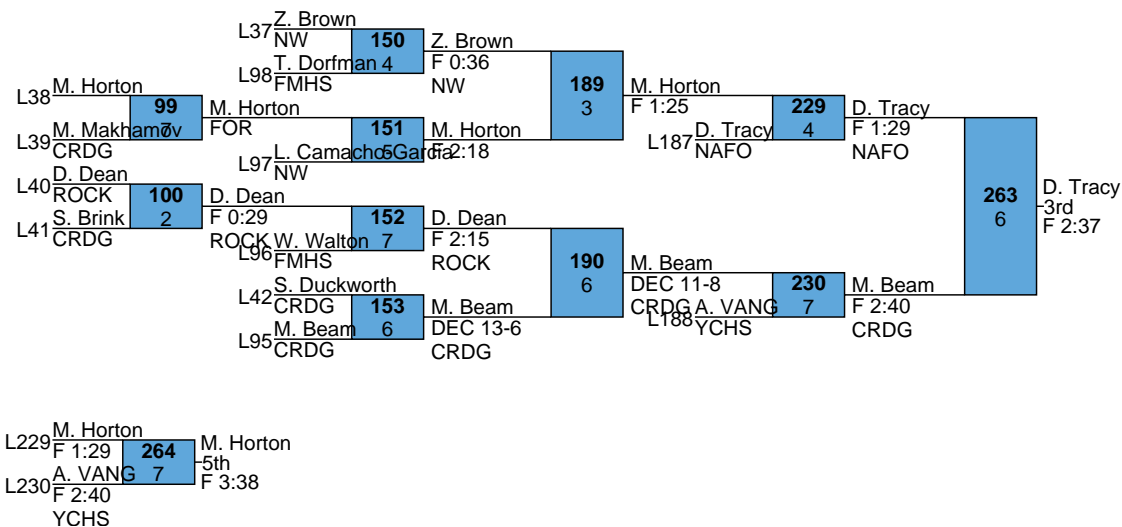 L37 Z. Brown
NW
150
4
L98 T. Dorfman
FMHS
Z. Brown
F 0:36
NW
189
3
L38 M. Horton
99
7
L39 M. Makhamov
CRDG
M. Horton
FOR
151
5
L97 L. Camacho-Garcia
NW
M. Horton
F 2:18
M. Horton
F 1:25
229
4
L187 D. Tracy
NAFO
D. Tracy
F 1:29
NAFO
L40 D. Dean
ROCK
100
2
L41 S. Brink
CRDG
D. Dean
F 0:29
ROCK
152
7
L96 W. Walton
FMHS
D. Dean
F 2:15
ROCK
190
6
L42 S. Duckworth
CRDG
153
6
L95 M. Beam
CRDG
M. Beam
DEC 13-6
CRDG
M. Beam
DEC 11-8
CRDG
230
7
L188 A. VANG
YCHS
M. Beam
F 2:40
CRDG
263
6
D. Tracy
3rd
F 2:37
L229 M. Horton
F 1:29
264
7
L230 A. VANG
F 2:40
YCHS
M. Horton
5th
F 3:38